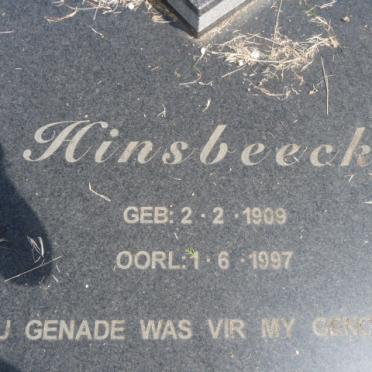 Hinsbeeck
GEB: 2 · 2 · 1909
OORL: 1 · 6 · 1997
GENADE WAS VIR MY